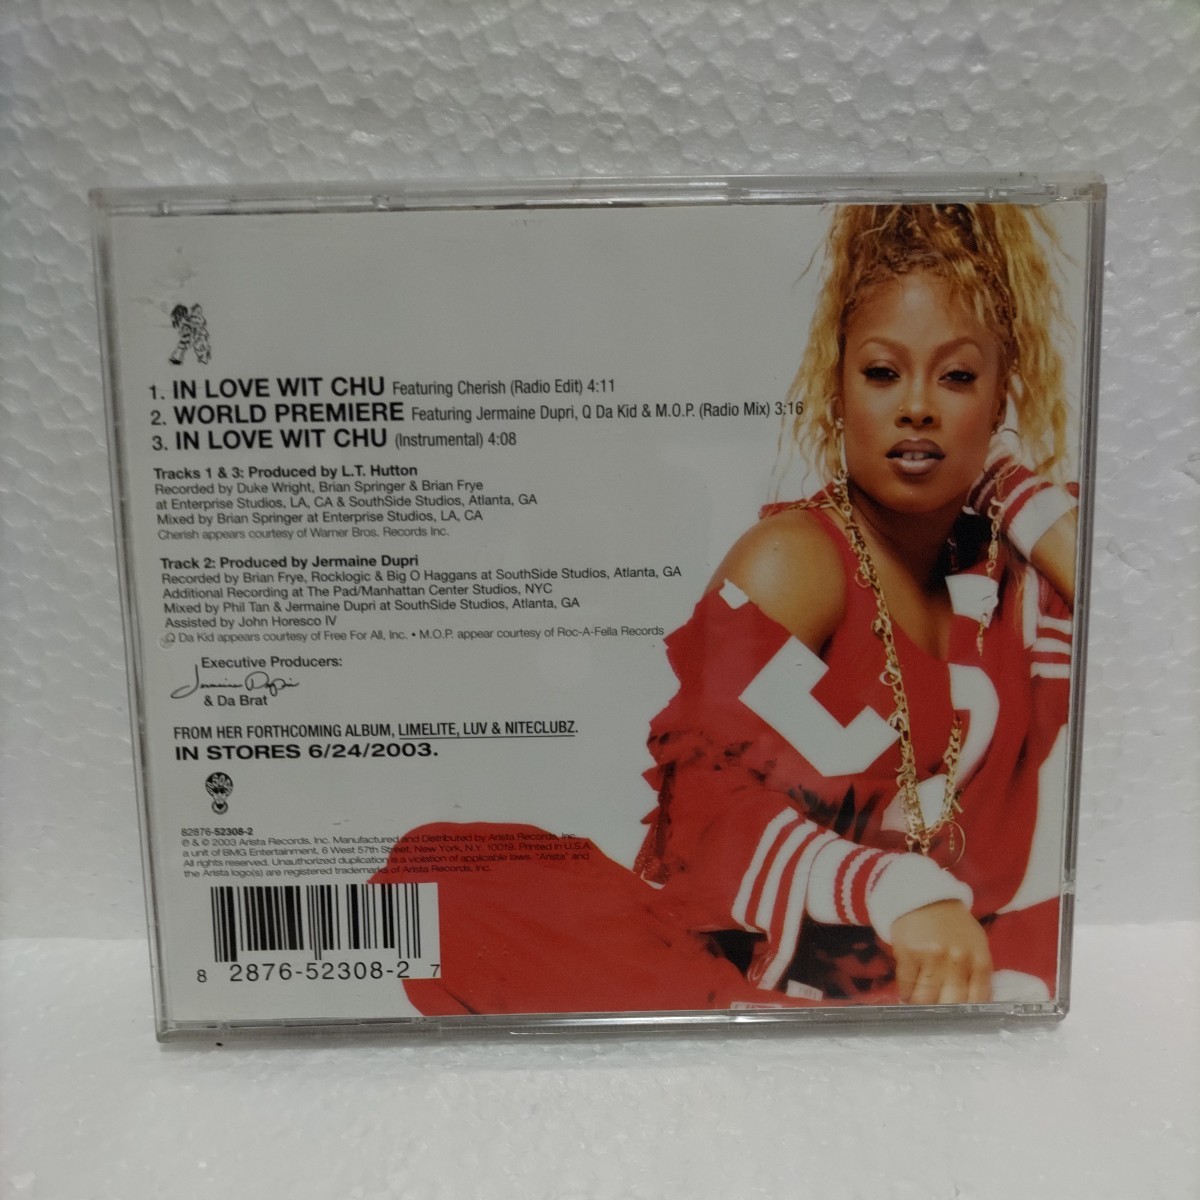 1. IN LOVE WIT CHU Featuring Cherish (Radio Edit) 4:11
2. WORLD PREMIERE Featuring Jermaine Dupri, Q Da Kid & M.O.P. (Radio Mix) 3:16
3. IN LOVE WIT CHU (Instrumental) 4:08
Tracks 1 & 3: Produced by L.T. Hutton
Recorded by Duke Wright, Brian Springer & Brian Frye
at Enterprise Studios, LA, CA & SouthSide Studios, Atlanta, GA
Mixed by Brian Springer at Enterprise Studios, LA, CA
Cherish appears courtesy of Warner Bros. Records Inc.
Track 2: Produced by Jermaine Dupri
Recorded by Brian Frye, Rocklogic & Big O Haggans at SouthSide Studios, Atlanta, GA
Additional Recording at The Pad/Manhattan Center Studios, NYC
Mixed by Phil Tan & Jermaine Dupri at SouthSide Studios, Atlanta, GA
Assisted by John Horesco IV
Q Da Kid appears courtesy of Free For All, Inc. • M.O.P. appear courtesy of Roc-A-Fella Records
Executive Producers:
Jermaine Dupri
& Da Brat
FROM HER FORTHCOMING ALBUM, LIMELITE, LUV & NITECLUBZ.
IN STORES 6/24/2003.
82876-52308-2
℗ & © 2003 Arista Records, Inc. Manufactured and Distributed by Arista Records, Inc.,
a unit of BMG Entertainment, 6 West 57th Street, New York, N.Y. 10019. Printed in U.S.A.
All rights reserved. Unauthorized duplication is a violation of applicable laws. "Arista" and
the Arista logo(s) are registered trademarks of Arista Records, Inc.
8 2876-52308-2 7